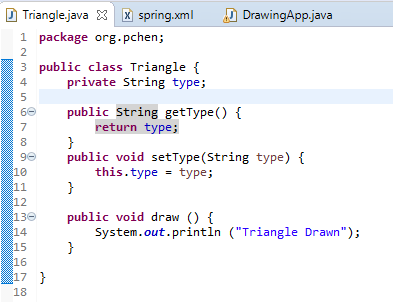 Triangle.java spring.xml DrawingApp.java
1 package org.pchen;
2
3 public class Triangle {
4     private String type;
5
6     public String getType() {
7         return type;
8     }
9     public void setType(String type) {
10         this.type = type;
11     }
12
13     public void draw () {
14         System.out.println ("Triangle Drawn");
15     }
16
17 }
18